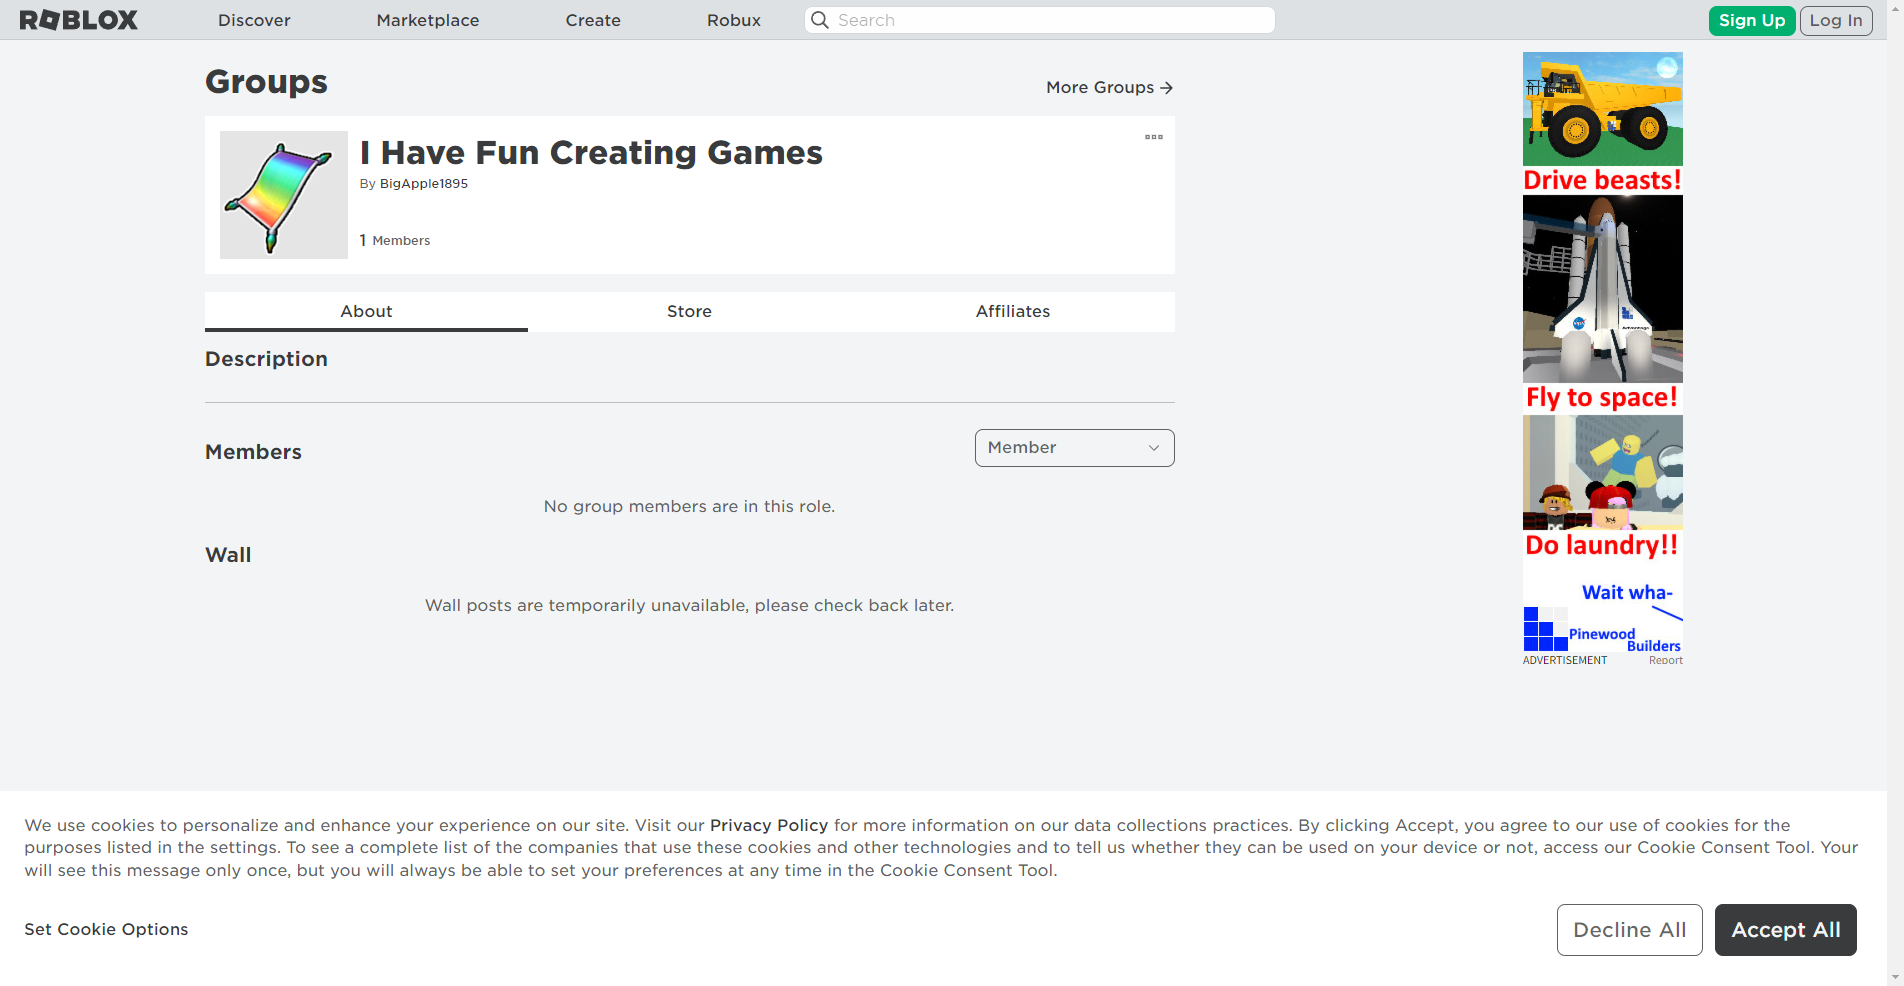 ROBLOX
Discover
Marketplace
Create
Robux
Search
Sign Up
Log In
Groups
More Groups →
I Have Fun Creating Games
By BigApple1895
1 Members
About
Store
Affiliates
Description
Members
Member
No group members are in this role.
Wall
Wall posts are temporarily unavailable, please check back later.
Drive beasts!
Fly to space!
Do laundry!!
Wait wha-
Pinewood
Builders
ADVERTISEMENT
Report
We use cookies to personalize and enhance your experience on our site. Visit our Privacy Policy for more information on our data collections practices. By clicking Accept, you agree to our use of cookies for the
purposes listed in the settings. To see a complete list of the companies that use these cookies and other technologies and to tell us whether they can be used on your device or not, access our Cookie Consent Tool. Your
will see this message only once, but you will always be able to set your preferences at any time in the Cookie Consent Tool.
Set Cookie Options
Decline All
Accept All